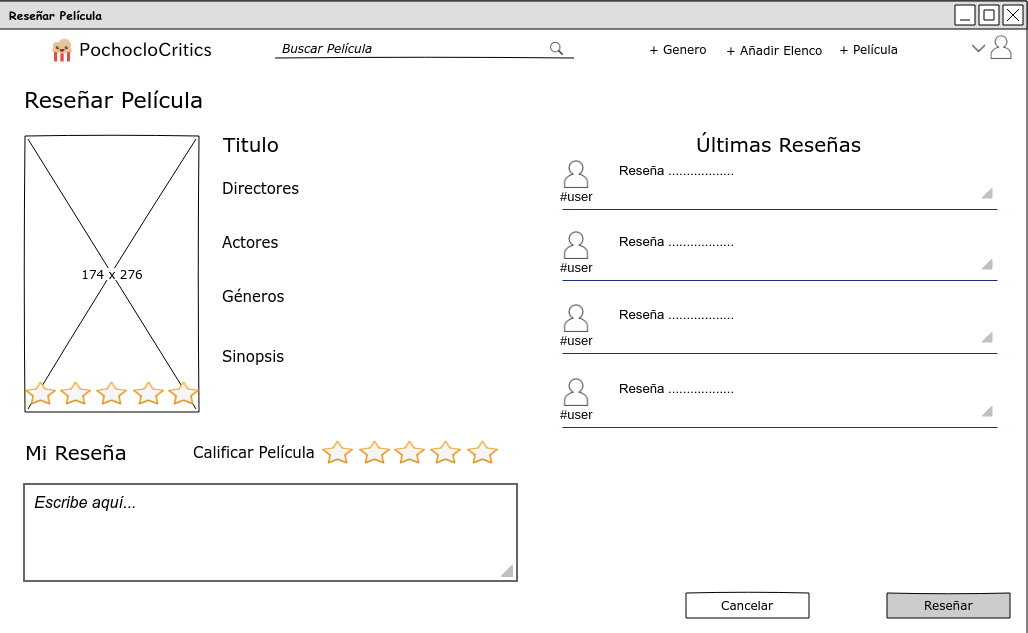 Reseñar Película
PochocloCritics
Buscar Película
+ Genero
+ Añadir Elenco
+ Película
Reseñar Película
174 x 276
Titulo
Directores
Actores
Géneros
Sinopsis
Últimas Reseñas
Reseña ..................
#user
Reseña ..................
#user
Reseña ..................
#user
Reseña ..................
#user
Mi Reseña
Calificar Película
Escribe aquí...
Cancelar
Reseñar